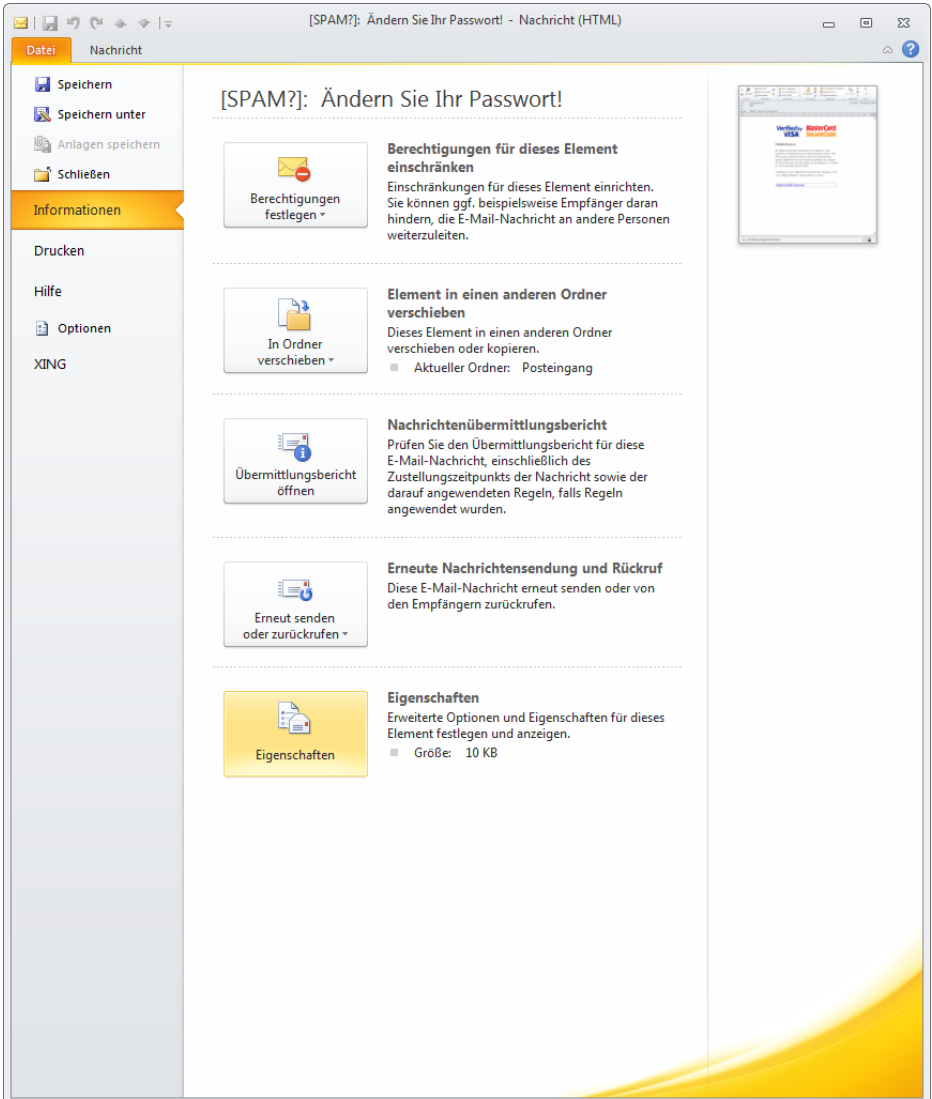 [SPAM?]: Ändern Sie Ihr Passwort! - Nachricht (HTML)
Datei
Nachricht
Speichern
Speichern unter
Anlagen speichern
Schließen
Informationen
Drucken
Hilfe
Optionen
XING
[SPAM?]: Ändern Sie Ihr Passwort!
Berechtigungen
festlegen
Berechtigungen für dieses Element
einschränken
Einschränkungen für dieses Element einrichten.
Sie können ggf. beispielsweise Empfänger daran
hindern, die E-Mail-Nachricht an andere Personen
weiterzuleiten.
In Ordner
verschieben
Element in einen anderen Ordner
verschieben
Dieses Element in einen anderen Ordner
verschieben oder kopieren.
Aktueller Ordner: Posteingang
Übermittlungsbericht
öffnen
Nachrichtenübermittlungsbericht
Prüfen Sie den Übermittlungsbericht für diese
E-Mail-Nachricht, einschließlich des
Zustellungszeitpunkts der Nachricht sowie der
darauf angewendeten Regeln, falls Regeln
angewendet wurden.
Erneut senden
oder zurückrufen
Erneute Nachrichtensendung und Rückruf
Diese E-Mail-Nachricht erneut senden oder von
den Empfängern zurückrufen.
Eigenschaften
Eigenschaften
Erweiterte Optionen und Eigenschaften für dieses
Element festlegen und anzeigen.
Größe: 10 KB
Verified by MasterCard
VISA SecureCode